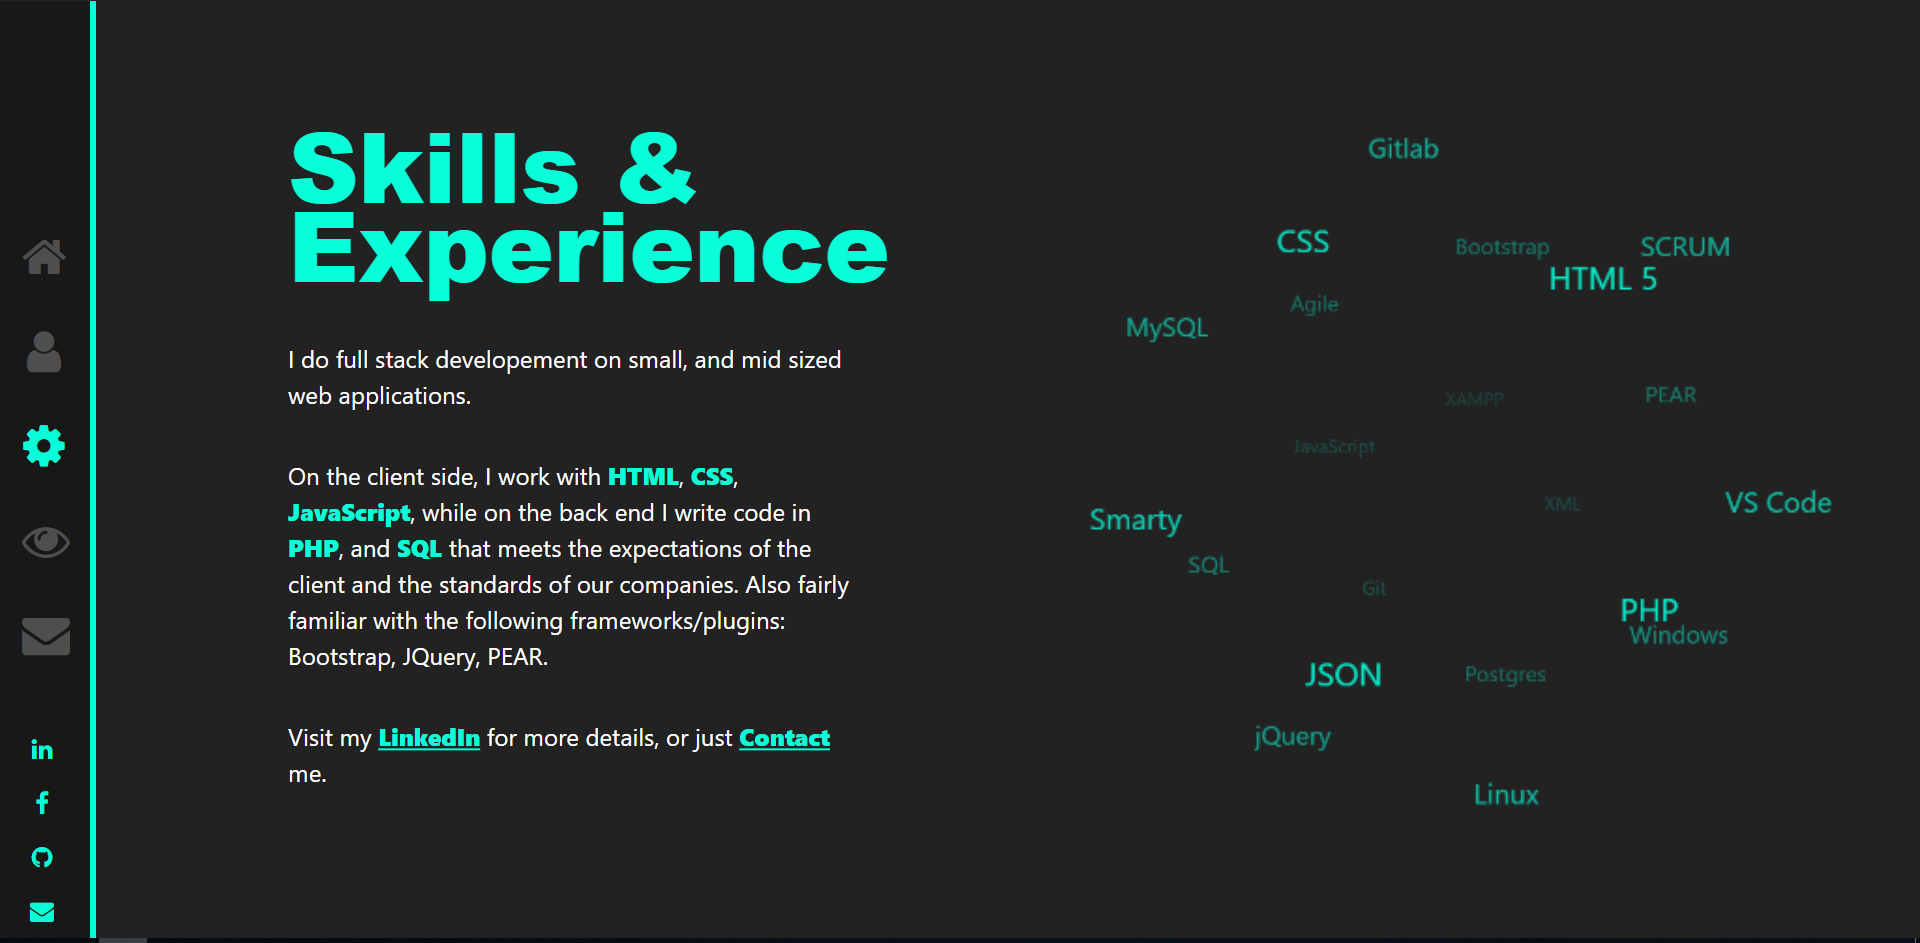 Skills &
Experience
I do full stack developement on small, and mid sized
web applications.
On the client side, I work with HTML, CSS,
JavaScript, while on the back end I write code in
PHP, and SQL that meets the expectations of the
client and the standards of our companies. Also fairly
familiar with the following frameworks/plugins:
Bootstrap, JQuery, PEAR.
Visit my LinkedIn for more details, or just Contact
me.
Gitlab
CSS
Bootstrap
SCRUM
HTML 5
Agile
MySQL
XAMPP
PEAR
JavaScript
XML
VS Code
Smarty
SQL
Git
PHP
Windows
JSON
Postgres
jQuery
Linux